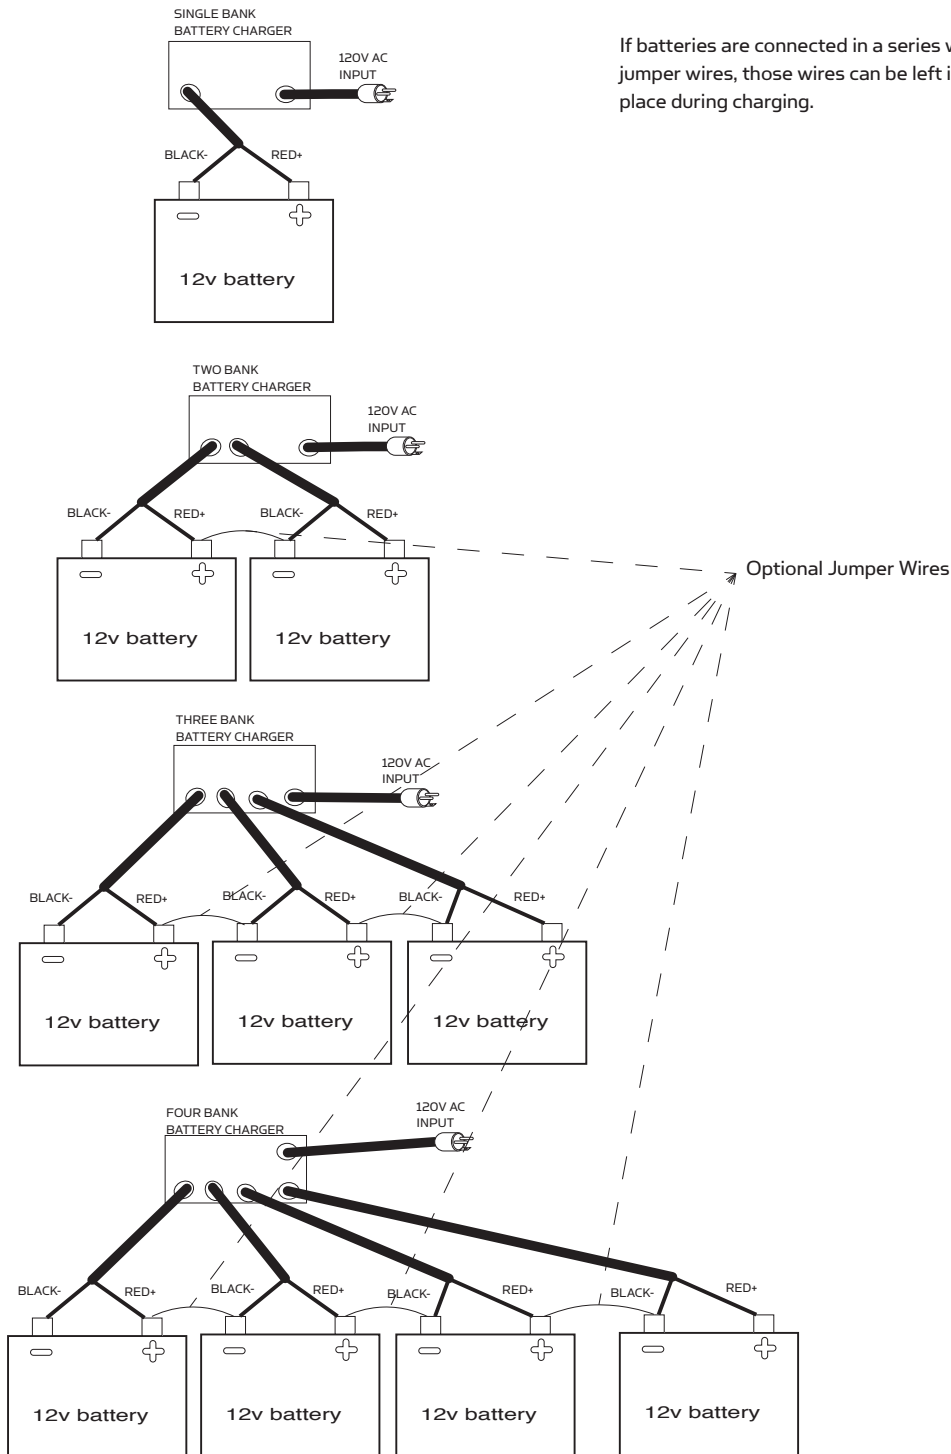 SINGLE BANK
BATTERY CHARGER
120V AC
INPUT
BLACK-
RED+
12v battery
If batteries are connected in a series w
jumper wires, those wires can be left i
place during charging.
TWO BANK
BATTERY CHARGER
120V AC
INPUT
BLACK-
RED+
BLACK-
RED+
12v battery
12v battery
Optional Jumper Wires
THREE BANK
BATTERY CHARGER
120V AC
INPUT
BLACK-
RED+
BLACK-
RED+
BLACK-
RED+
12v battery
12v battery
12v battery
FOUR BANK
BATTERY CHARGER
120V AC
INPUT
BLACK-
RED+
BLACK-
RED+
BLACK-
RED+
BLACK-
RED+
12v battery
12v battery
12v battery
12v battery